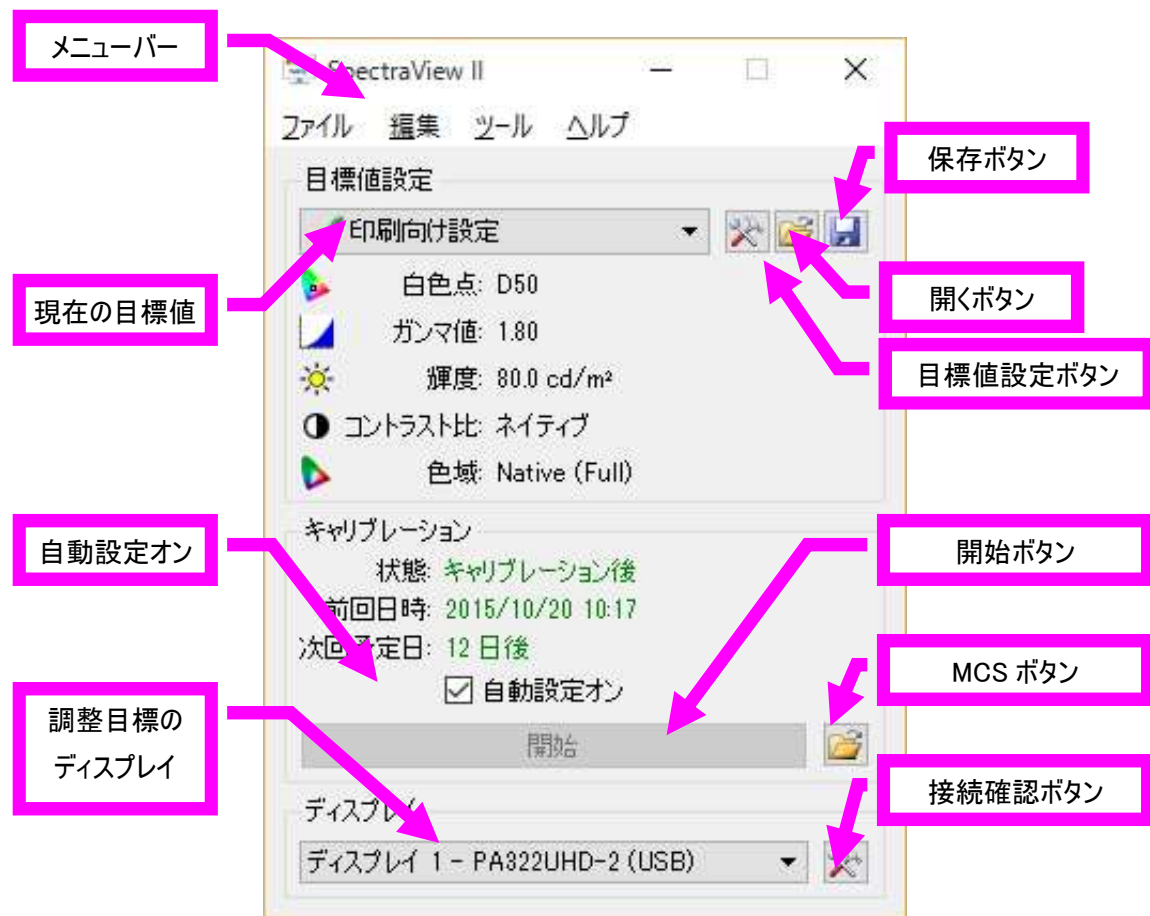 メニューバー
SpectraView II
ファイル 編集 ツール ヘルプ
保存ボタン
目標値設定
印刷向け設定
現在の目標値
開くボタン
目標値設定ボタン
白色点: D50
ガンマ値: 1.80
輝度: 80.0 cd/m²
コントラスト比: ネイティブ
色域: Native (Full)
自動設定オン
キャリブレーション
開始ボタン
状態: キャリブレーション後
前回日時: 2015/10/20 10:17
次回予定日: 12 日後
自動設定オン
MCS ボタン
調整目標の
ディスプレイ
開始
接続確認ボタン
ディスプレイ
ディスプレイ 1 - PA322UHD-2 (USB)